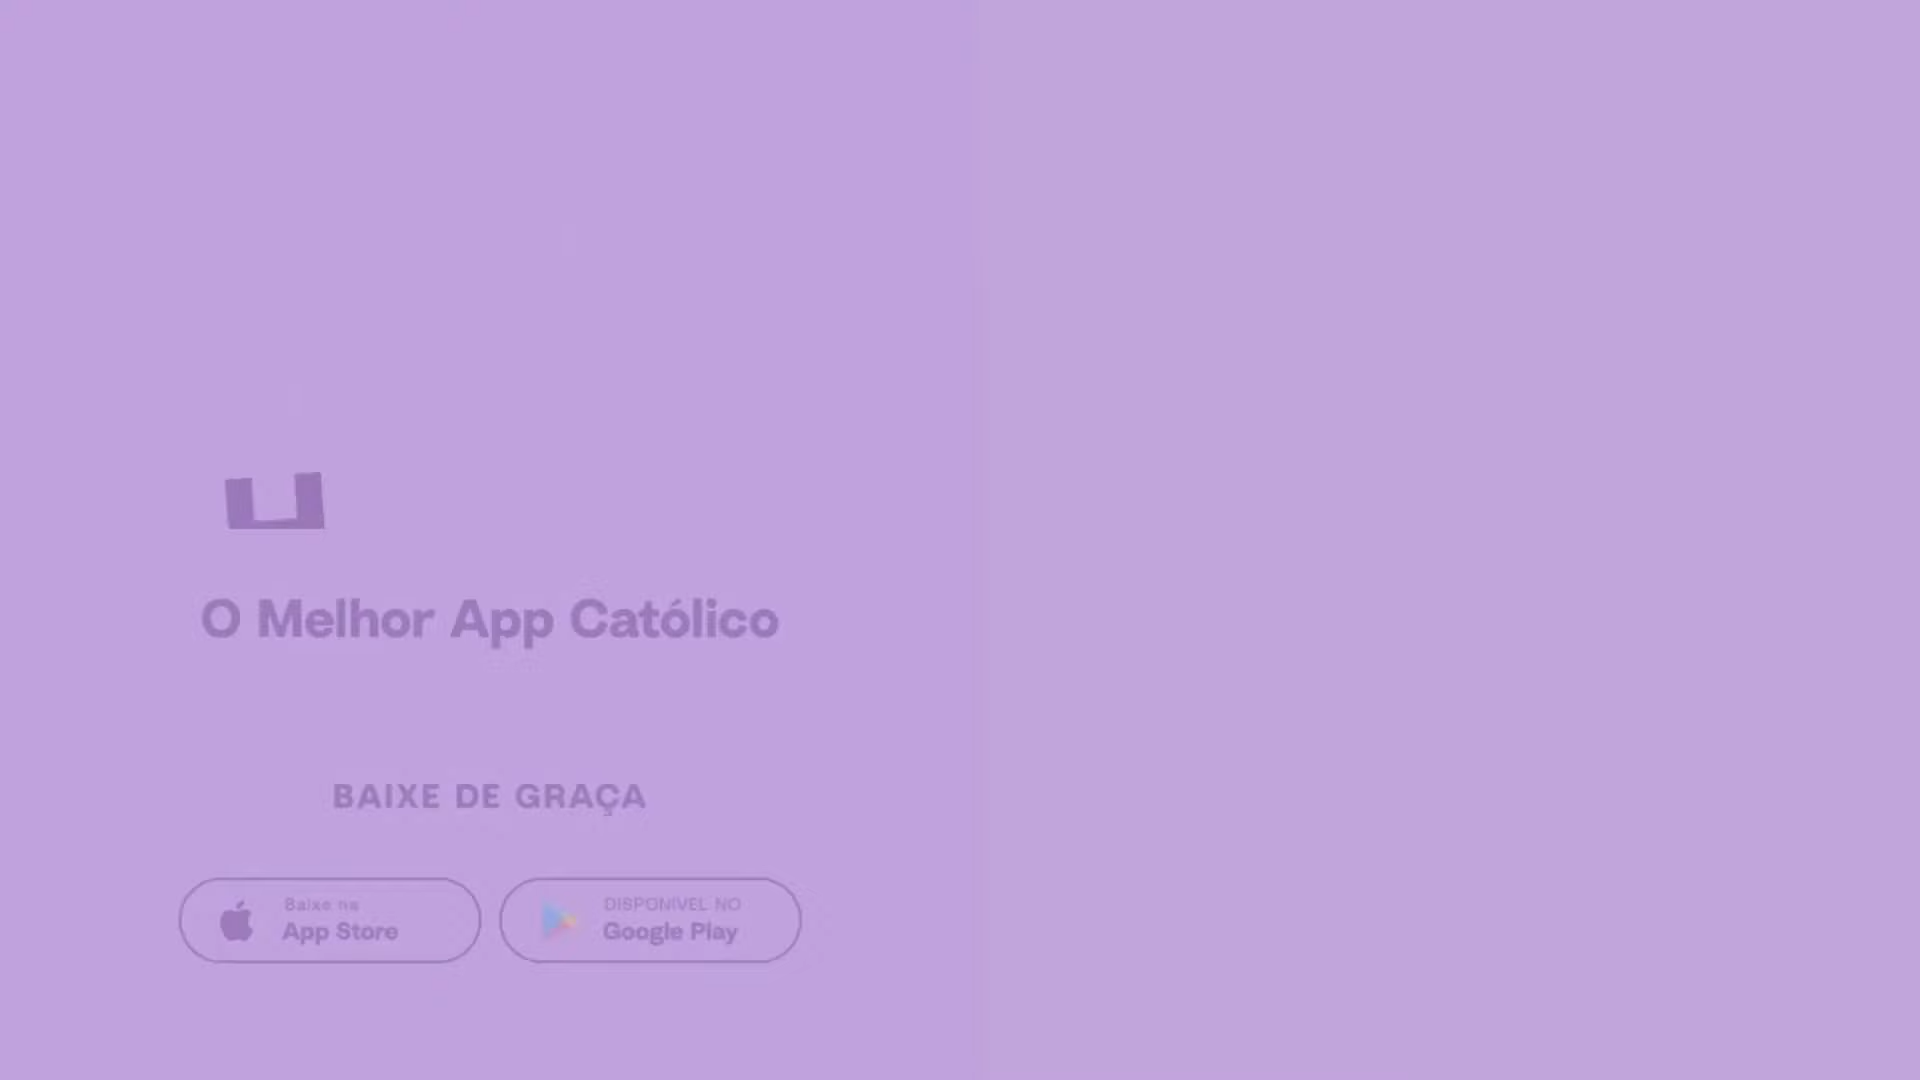 O Melhor App Católico
BAIXE DE GRAÇA
Baixe na
App Store
DISPONÍVEL NO
Google Play